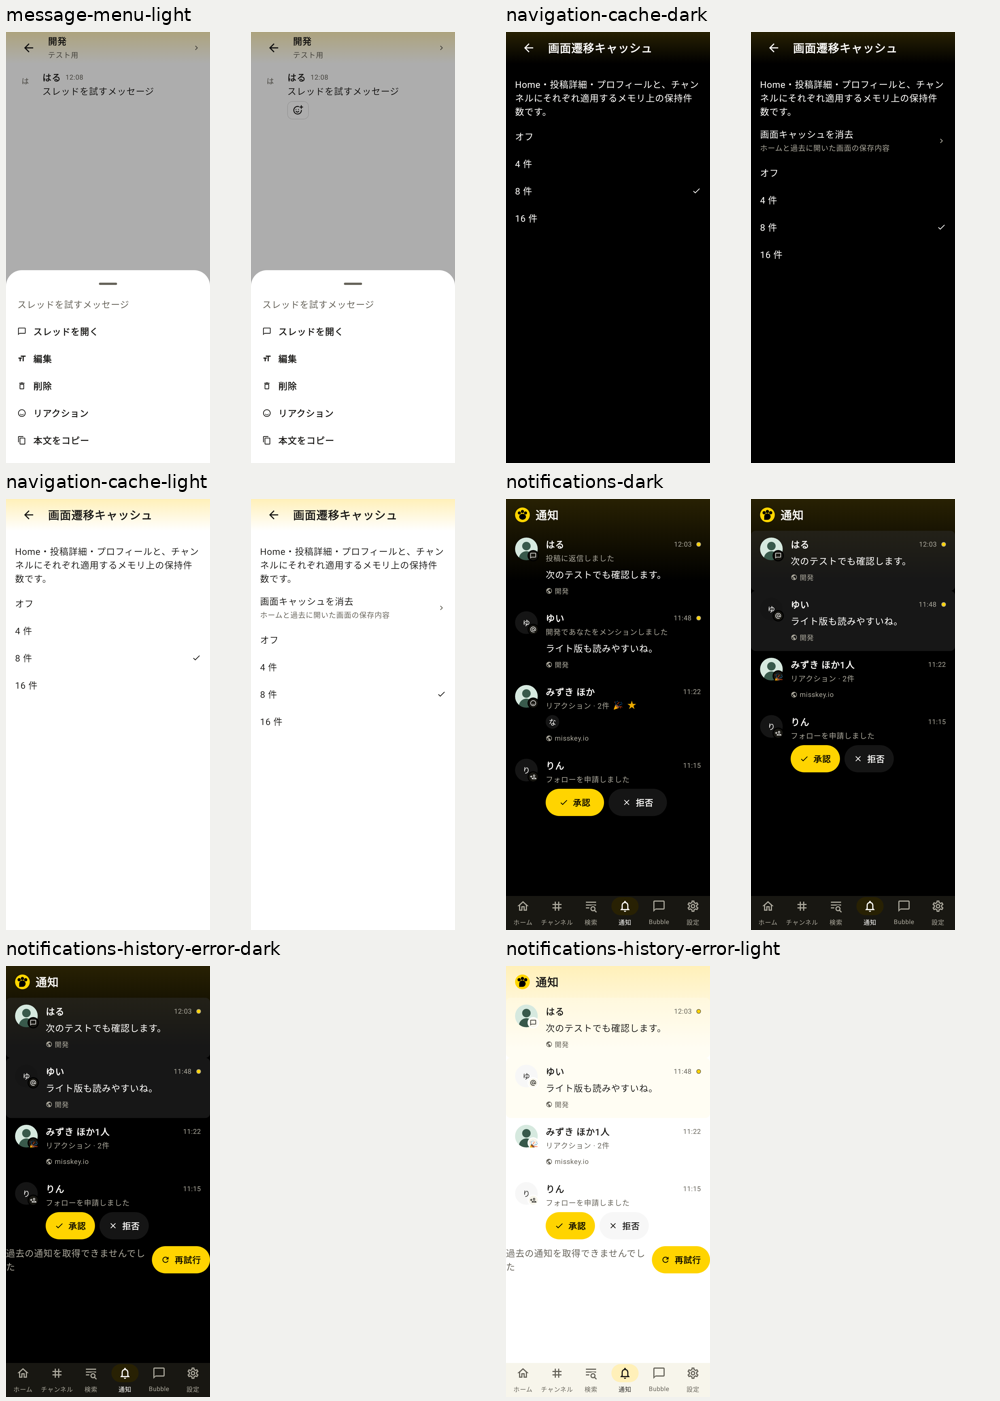 message-menu-light
開発
テスト用
は
はる 12:08
スレッドを試すメッセージ
スレッドを試すメッセージ
スレッドを開く
編集
削除
リアクション
本文をコピー
開発
テスト用
は
はる 12:08
スレッドを試すメッセージ
スレッドを試すメッセージ
スレッドを開く
編集
削除
リアクション
本文をコピー
navigation-cache-dark
画面遷移キャッシュ
Home・投稿詳細・プロフィールと、チャン
ネルにそれぞれ適用するメモリ上の保持件
数です。
オフ
4 件
8 件
16 件
画面遷移キャッシュ
Home・投稿詳細・プロフィールと、チャン
ネルにそれぞれ適用するメモリ上の保持件
数です。
画面キャッシュを消去
ホームと過去に開いた画面の保存内容
オフ
4 件
8 件
16 件
navigation-cache-light
画面遷移キャッシュ
Home・投稿詳細・プロフィールと、チャン
ネルにそれぞれ適用するメモリ上の保持件
数です。
オフ
4 件
8 件
16 件
画面遷移キャッシュ
Home・投稿詳細・プロフィールと、チャン
ネルにそれぞれ適用するメモリ上の保持件
数です。
画面キャッシュを消去
ホームと過去に開いた画面の保存内容
オフ
4 件
8 件
16 件
notifications-dark
通知
はる 12:03
投稿に返信しました
次のテストでも確認します。
開発
ゆ
ゆい 11:48
開発であなたをメンションしました
ライト版も読みやすいね。
開発
みずき ほか 11:22
リアクション · 2件
な
misskey.io
り
りん 11:15
フォローを申請しました
承認 拒否
ホーム チャンネル 検索 通知 Bubble 設定
通知
はる 12:03
次のテストでも確認します。
開発
ゆ
ゆい 11:48
ライト版も読みやすいね。
開発
みずき ほか1人 11:22
リアクション · 2件
misskey.io
り
りん 11:15
フォローを申請しました
承認 拒否
ホーム チャンネル 検索 通知 Bubble 設定
notifications-history-error-dark
通知
はる 12:03
次のテストでも確認します。
開発
ゆ
ゆい 11:48
ライト版も読みやすいね。
開発
みずき ほか1人 11:22
リアクション · 2件
misskey.io
り
りん 11:15
フォローを申請しました
承認 拒否
過去の通知を取得できませんでし
た
再試行
ホーム チャンネル 検索 通知 Bubble 設定
notifications-history-error-light
通知
はる 12:03
次のテストでも確認します。
開発
ゆ
ゆい 11:48
ライト版も読みやすいね。
開発
みずき ほか1人 11:22
リアクション · 2件
misskey.io
り
りん 11:15
フォローを申請しました
承認 拒否
過去の通知を取得できませんでし
た
再試行
ホーム チャンネル 検索 通知 Bubble 設定